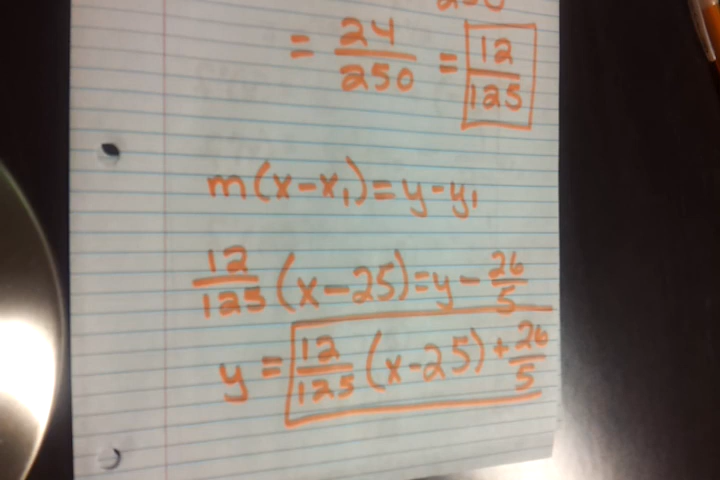 = 24/250 = 12/125
m(x-x₁)=y-y₁
12/125 (x-25)=y- 26/5
y = 12/125 (x-25) + 26/5